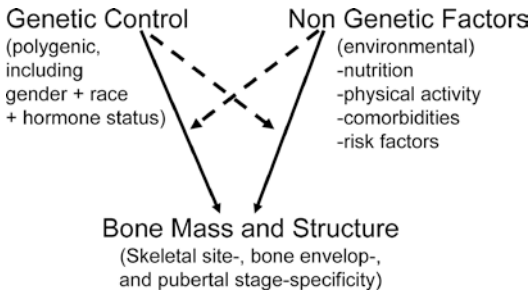 Genetic Control
(polygenic,
including
gender + race
+ hormone status)
Non Genetic Factors
(environmental)
-nutrition
-physical activity
-comorbidities
-risk factors
Bone Mass and Structure
(Skeletal site-, bone envelop-,
and pubertal stage-specificity)